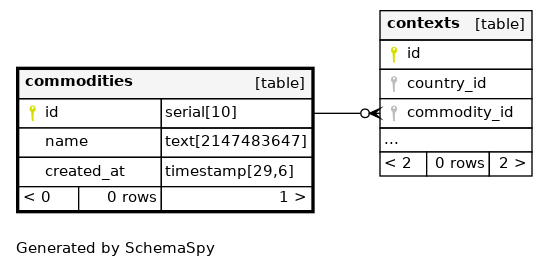 commodities [table]
id serial[10]
name text[2147483647]
created_at timestamp[29,6]
< 0 0 rows 1 >
contexts [table]
id
country_id
commodity_id
...
< 2 0 rows 2 >
Generated by SchemaSpy